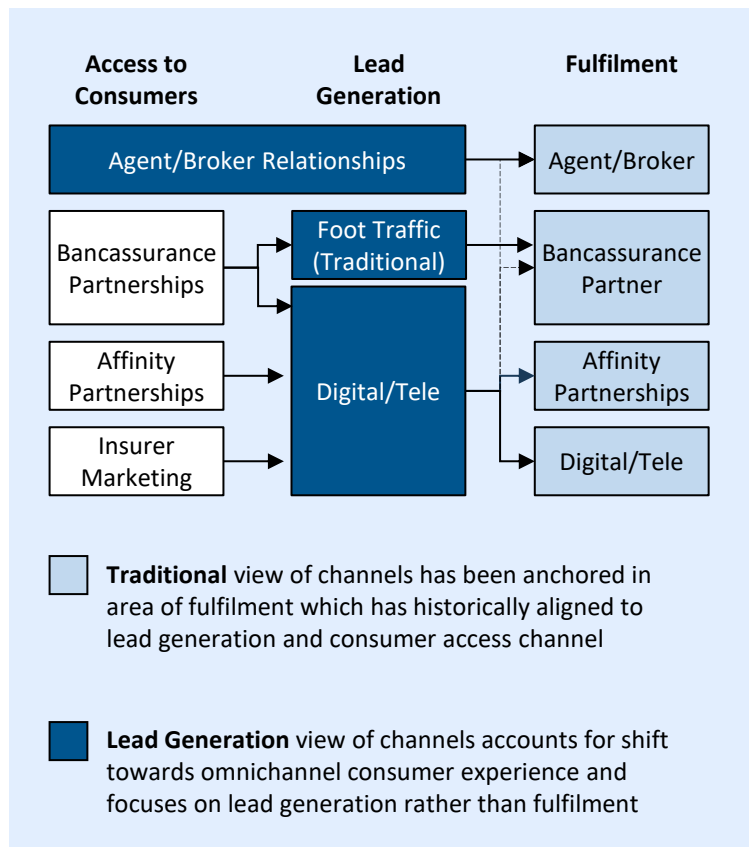 Access to
Consumers
Lead
Generation
Fulfilment
Agent/Broker Relationships
Agent/Broker
Bancassurance
Partnerships
Foot Traffic
(Traditional)
Bancassurance
Partner
Affinity
Partnerships
Digital/Tele
Affinity
Partnerships
Insurer
Marketing
Digital/Tele
Traditional view of channels has been anchored in
area of fulfilment which has historically aligned to
lead generation and consumer access channel
Lead Generation view of channels accounts for shift
towards omnichannel consumer experience and
focuses on lead generation rather than fulfilment